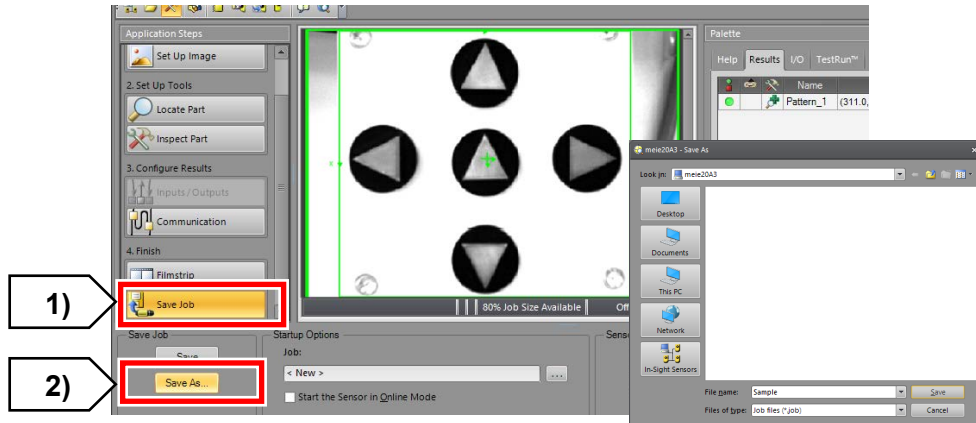 1)
2)
Application Steps
Set Up Image
2. Set Up Tools
Locate Part
Inspect Part
3. Configure Results
Inputs / Outputs
Communication
4. Finish
Filmstrip
Save Job
x
80% Job Size Available
Off
Palette
Help Results I/O TestRun™
Name
Pattern_1 (311.0,
Save Job
Save
Save As...
Startup Options
Job:
< New >
...
Start the Sensor in Online Mode
Senso
meie20A3 - Save As
Look in: meie20A3
Desktop
Documents
This PC
Network
In-Sight Sensors
File name: Sample Save
Files of type: Job files (*.job) Cancel